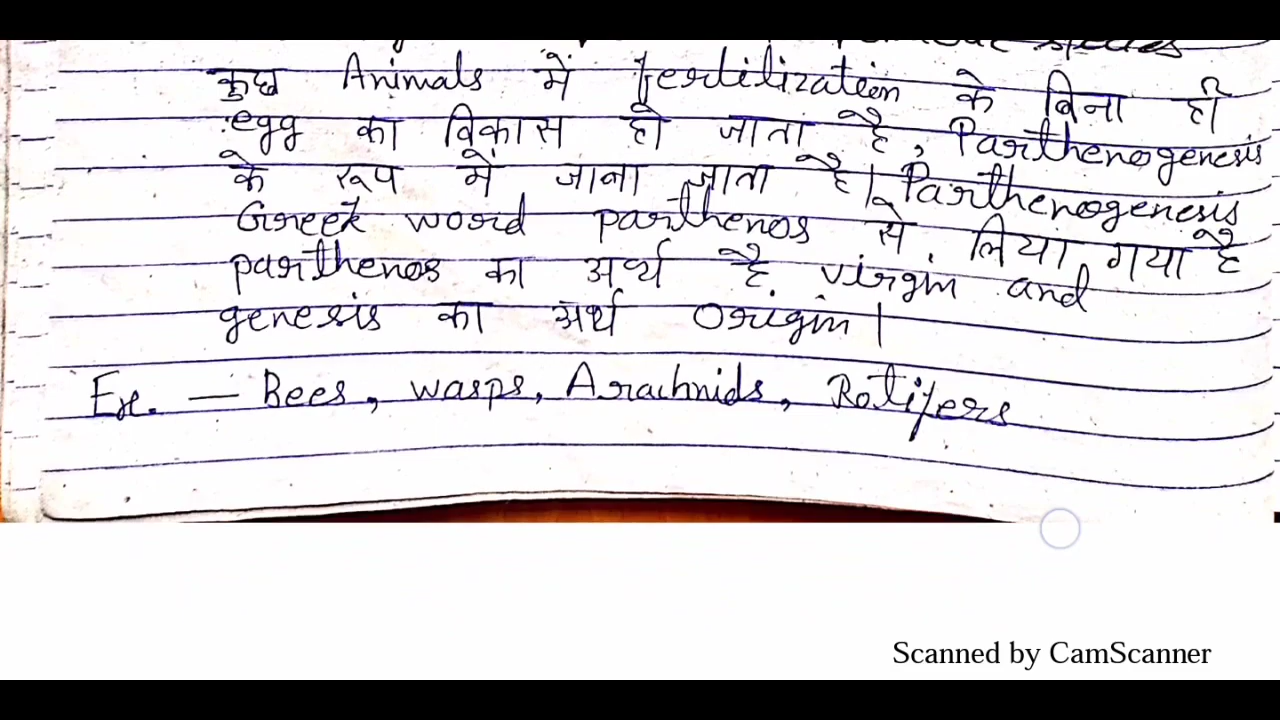 कुछ Animals में fertilization के बिना ही
egg का विकास हो जाता है, Parthenogenesis
के रूप में जाना जाता है। Parthenogenesis
Greek word parthenos से लिया गया है
parthenos का अर्थ है virgin and
genesis का अर्थ origin।
Ex. — Bees, wasps, Arachnids, Rotifers
Scanned by CamScanner